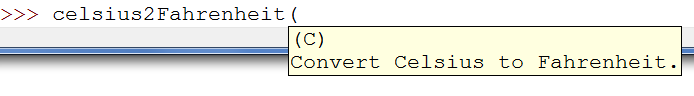 >>> celsius2Fahrenheit(
(C)
Convert Celsius to Fahrenheit.